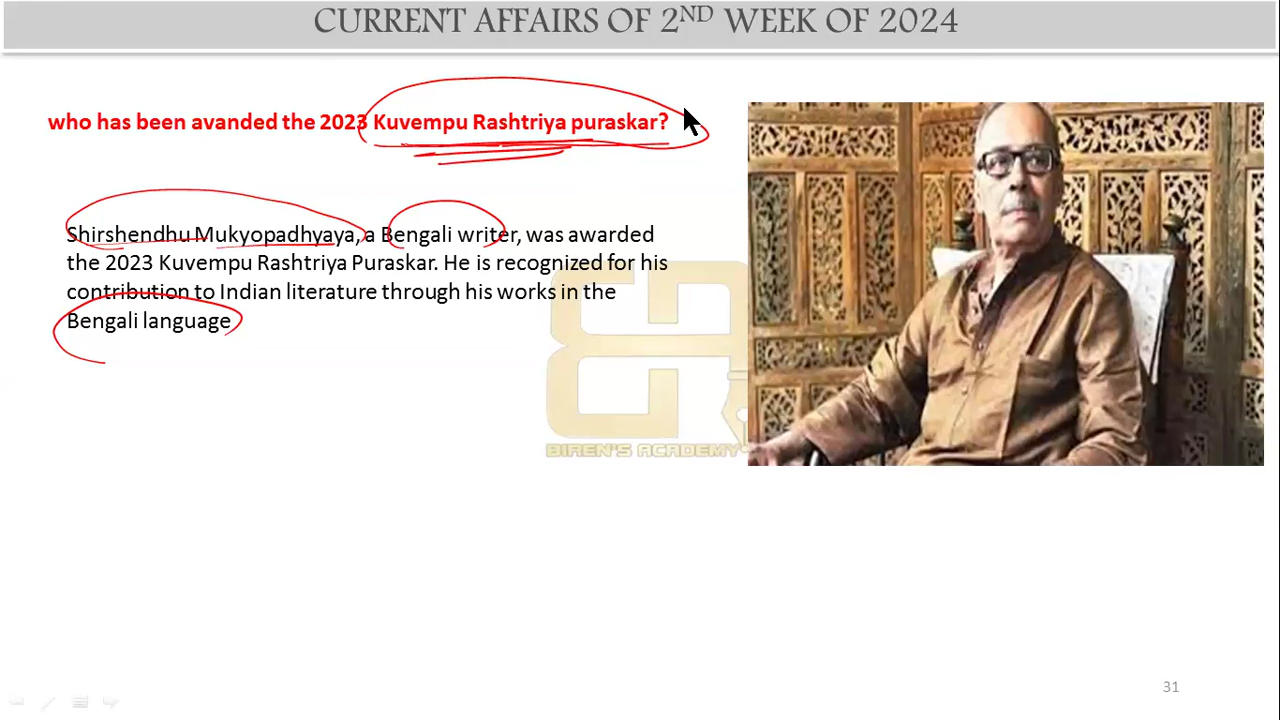 CURRENT AFFAIRS OF 2ND WEEK OF 2024
who has been avanded the 2023 Kuvempu Rashtriya puraskar?
Shirshendhu Mukyopadhyaya, a Bengali writer, was awarded
the 2023 Kuvempu Rashtriya Puraskar. He is recognized for his
contribution to Indian literature through his works in the
Bengali language
BIREN'S ACADEMY
31